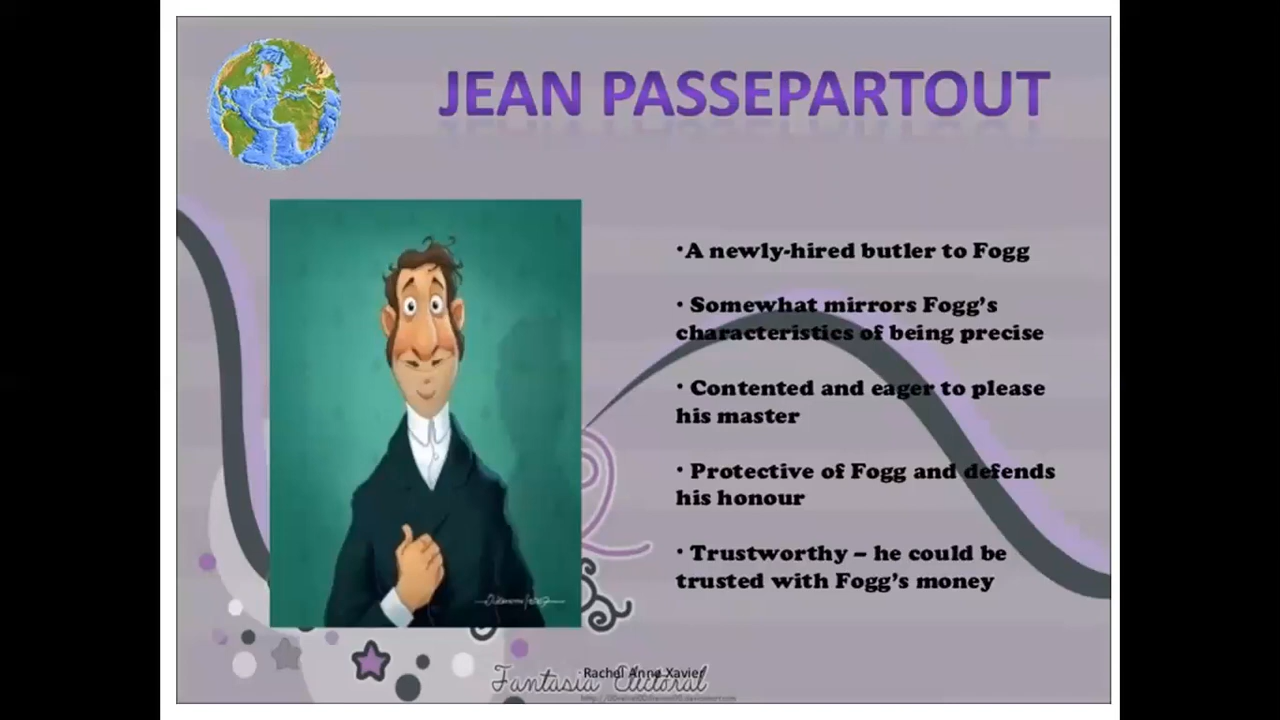 JEAN PASSEPARTOUT
•A newly-hired butler to Fogg
• Somewhat mirrors Fogg's
characteristics of being precise
• Contented and eager to please
his master
• Protective of Fogg and defends
his honour
• Trustworthy – he could be
trusted with Fogg's money
Rachel Anne Xavier
Fantasia